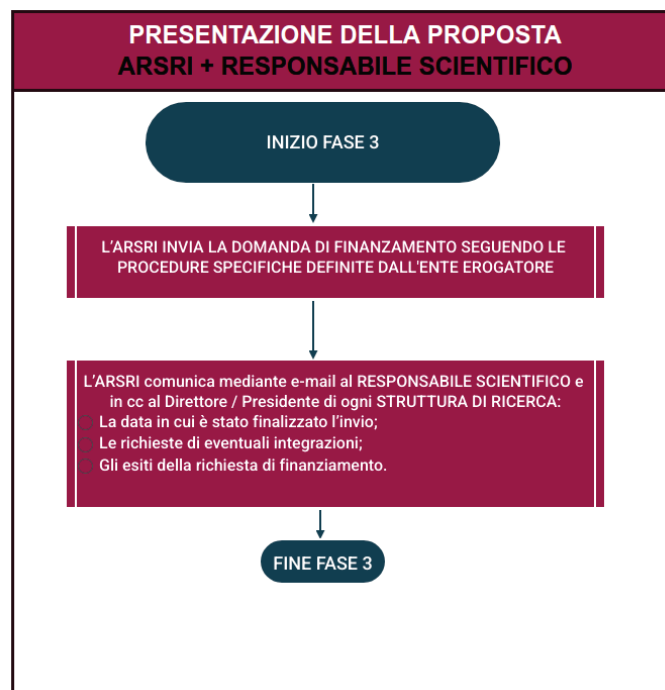 PRESENTAZIONE DELLA PROPOSTA
ARSRI + RESPONSABILE SCIENTIFICO
INIZIO FASE 3
L'ARSRI INVIA LA DOMANDA DI FINANZAMENTO SEGUENDO LE
PROCEDURE SPECIFICHE DEFINITE DALL'ENTE EROGATORE
L'ARSRI comunica mediante e-mail al RESPONSABILE SCIENTIFICO e
in cc al Direttore / Presidente di ogni STRUTTURA DI RICERCA:
La data in cui è stato finalizzato l'invio;
Le richieste di eventuali integrazioni;
Gli esiti della richiesta di finanziamento.
FINE FASE 3